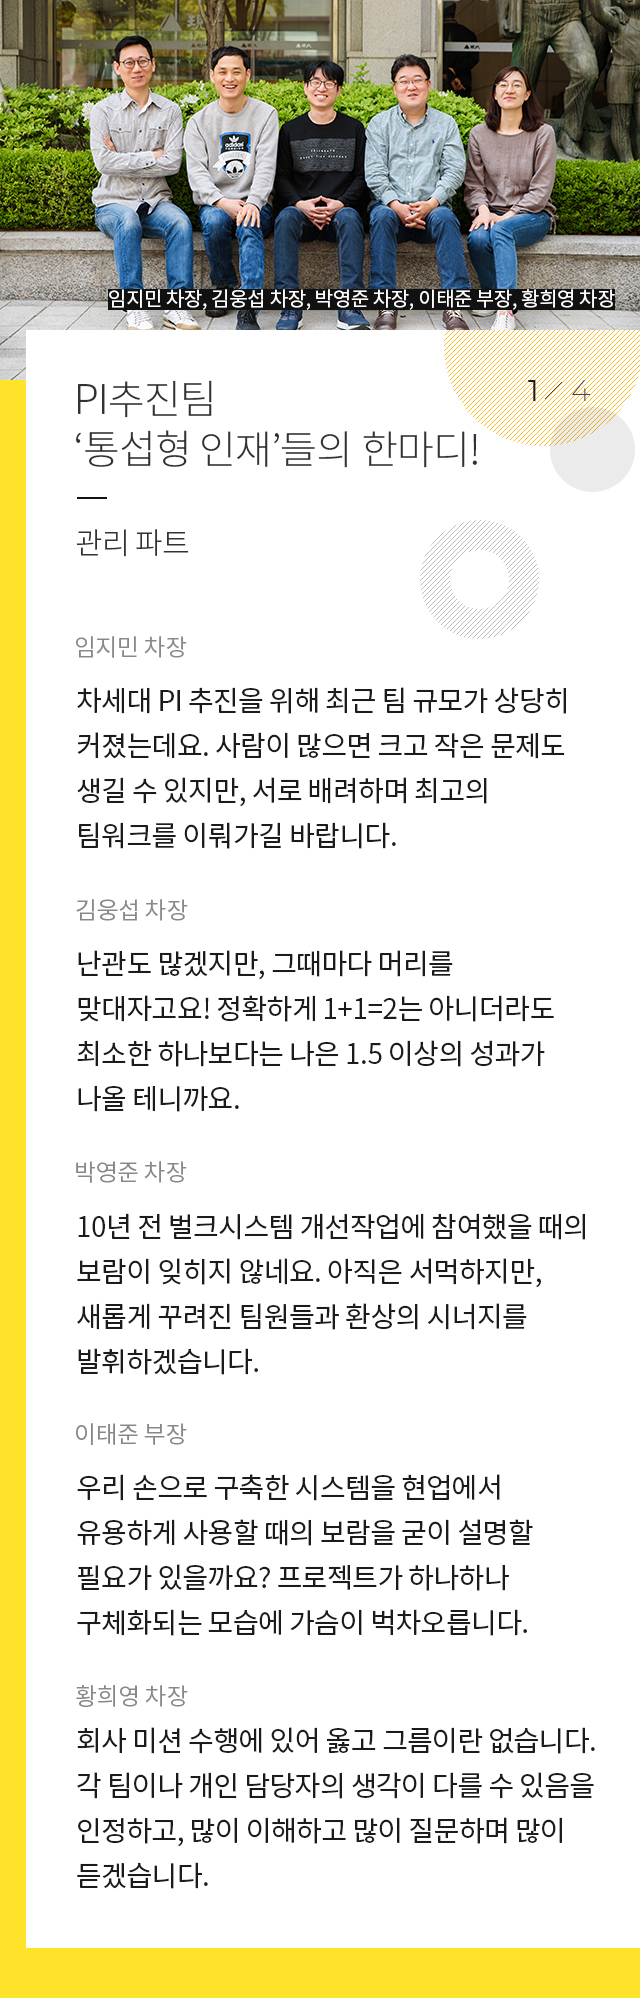 adidas
임지민 차장, 김웅섭 차장, 박영준 차장, 이태준 부장, 황희영 차장
1 / 4
PI추진팀
‘통섭형 인재’들의 한마디!
관리 파트
임지민 차장
차세대 PI 추진을 위해 최근 팀 규모가 상당히
커졌는데요. 사람이 많으면 크고 작은 문제도
생길 수 있지만, 서로 배려하며 최고의
팀워크를 이뤄가길 바랍니다.
김웅섭 차장
난관도 많겠지만, 그때마다 머리를
맞대자고요! 정확하게 1+1=2는 아니더라도
최소한 하나보다는 나은 1.5 이상의 성과가
나올 테니까요.
박영준 차장
10년 전 벌크시스템 개선작업에 참여했을 때의
보람이 잊히지 않네요. 아직은 서먹하지만,
새롭게 꾸려진 팀원들과 환상의 시너지를
발휘하겠습니다.
이태준 부장
우리 손으로 구축한 시스템을 현업에서
유용하게 사용할 때의 보람을 굳이 설명할
필요가 있을까요? 프로젝트가 하나하나
구체화되는 모습에 가슴이 벅차오릅니다.
황희영 차장
회사 미션 수행에 있어 옳고 그름이란 없습니다.
각 팀이나 개인 담당자의 생각이 다를 수 있음을
인정하고, 많이 이해하고 많이 질문하며 많이
듣겠습니다.